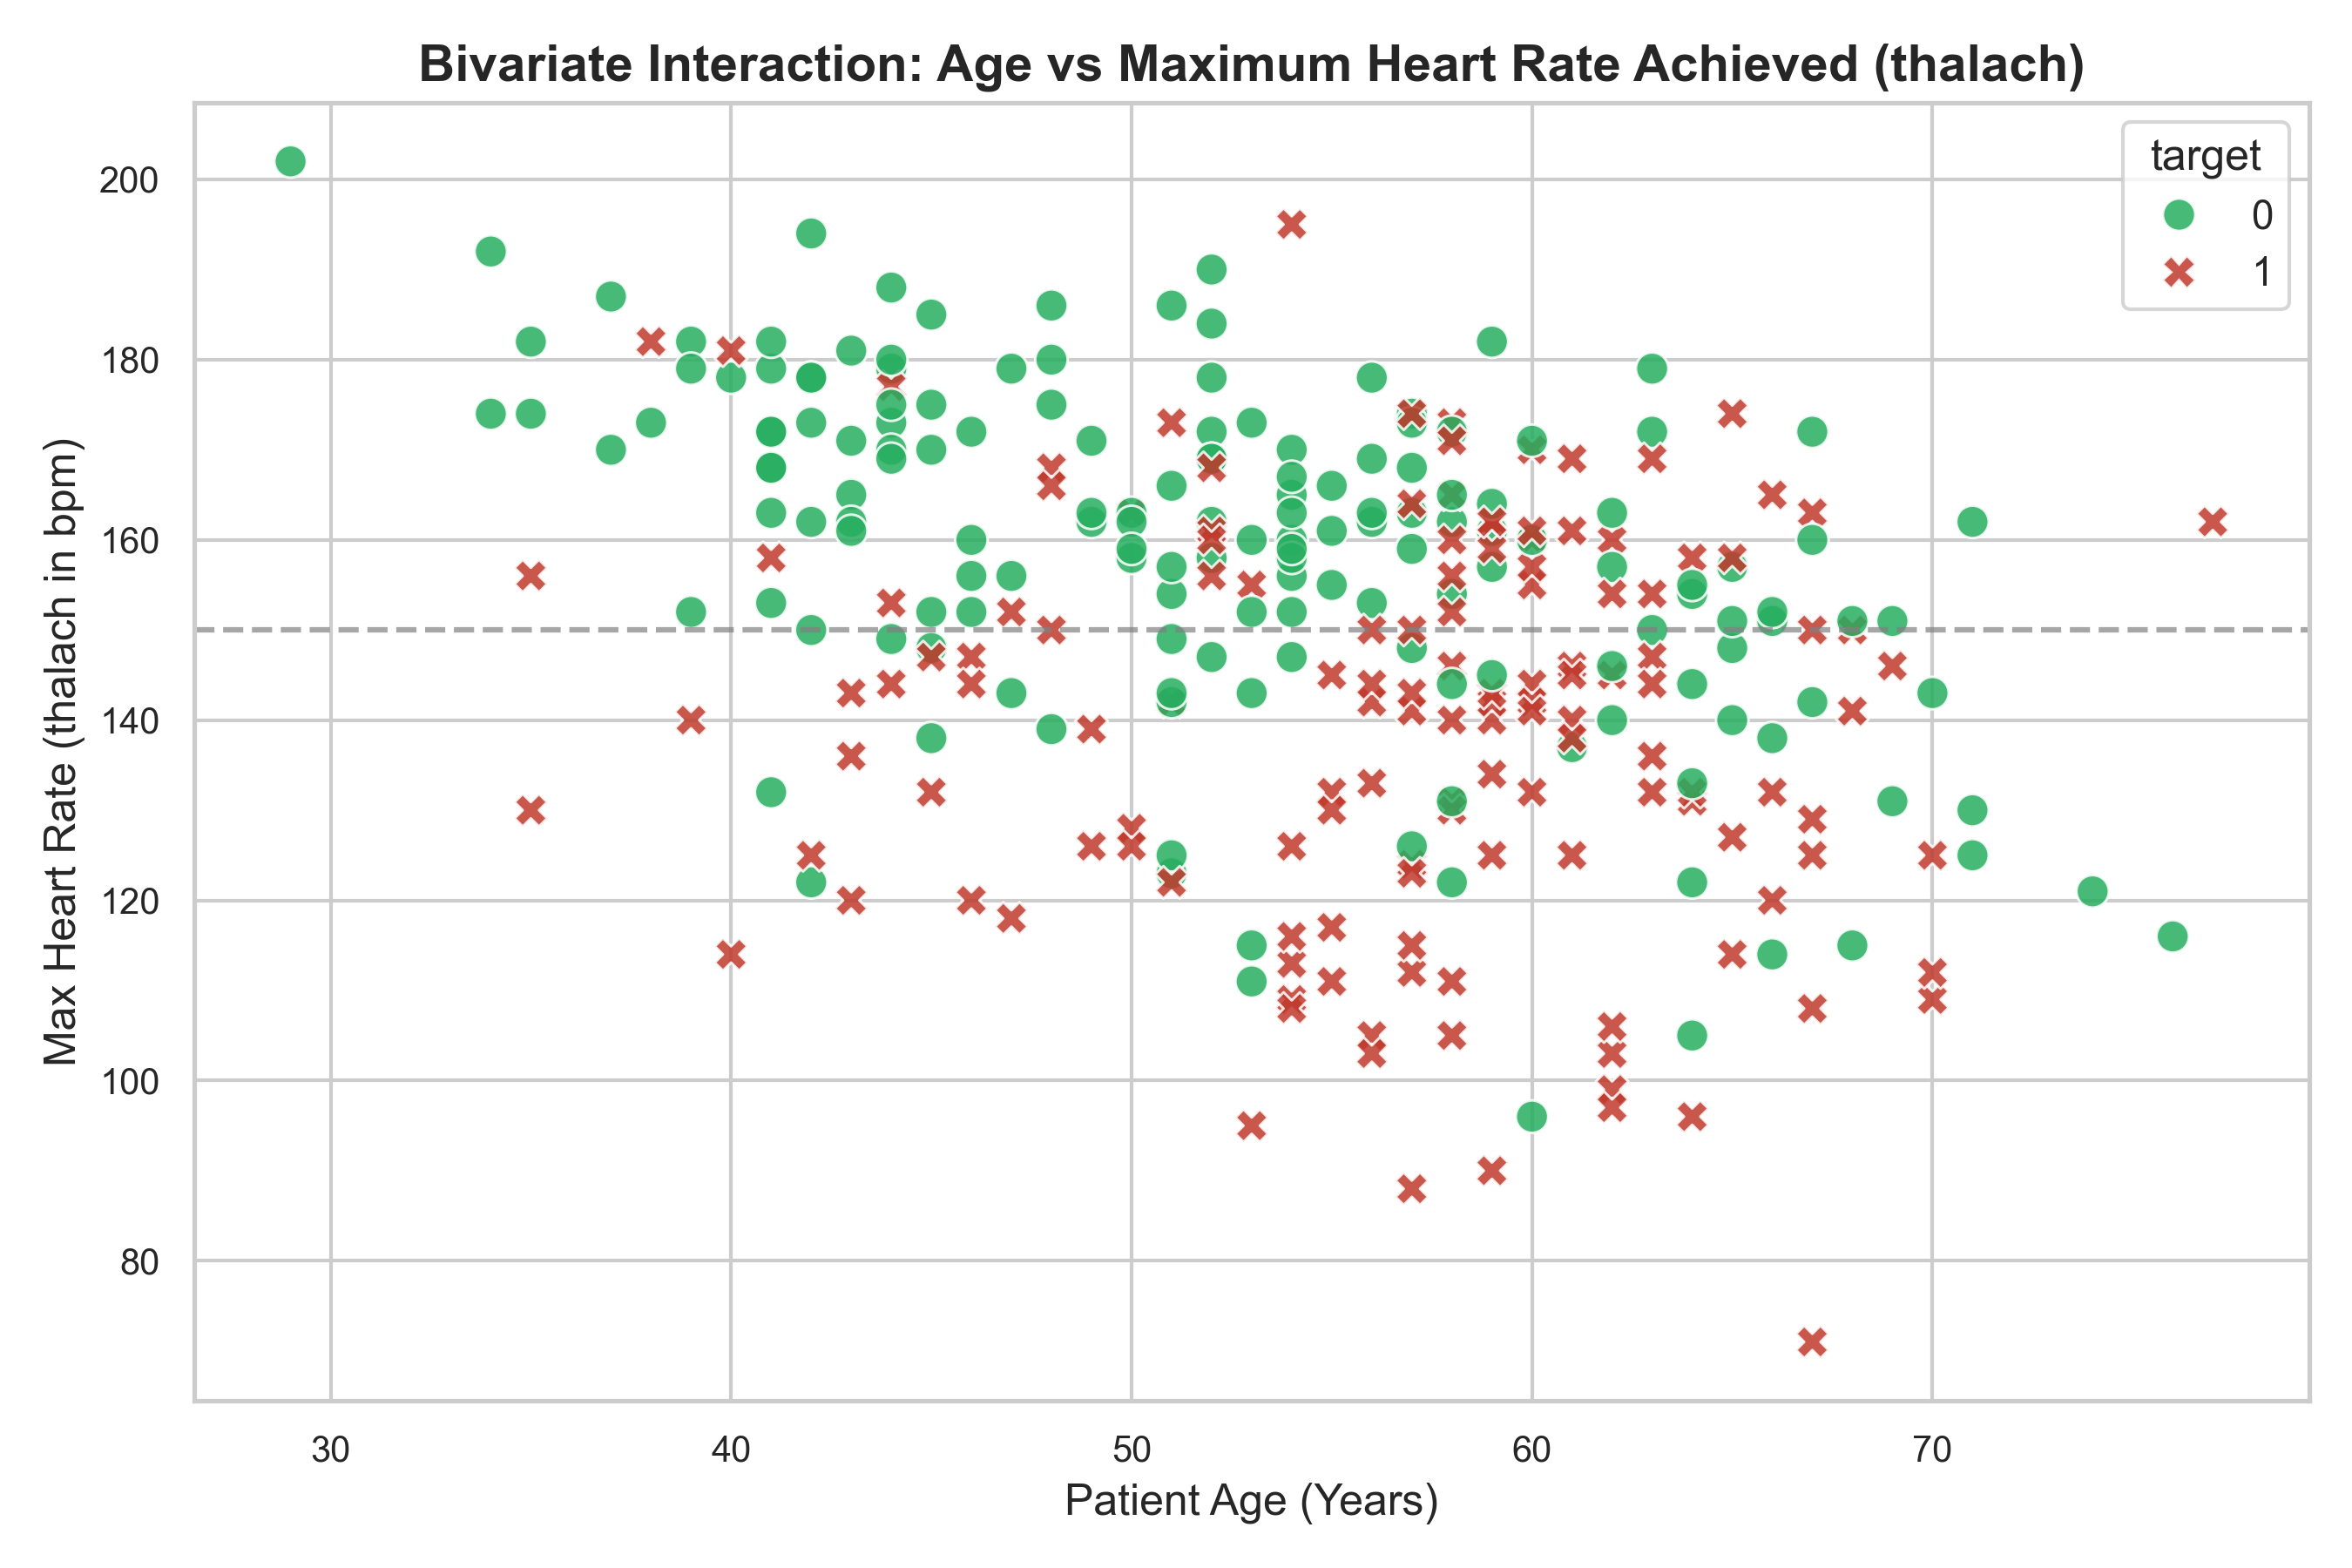 Bivariate Interaction: Age vs Maximum Heart Rate Achieved (thalach)
target
0
1
Max Heart Rate (thalach in bpm)
200
180
160
140
120
100
80
30 40 50 60 70
Patient Age (Years)